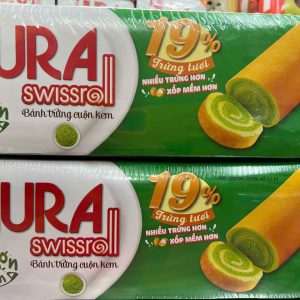 URA
swissroll
Bánh trứng cuộn kem
19%
Trứng tươi
NHIỀU TRỨNG HƠN
XỐP MỀM HƠN
URA
swissroll
Bánh trứng cuộn kem
19%
Trứng tươi
NHIỀU TRỨNG HƠN
XỐP MỀM HƠN